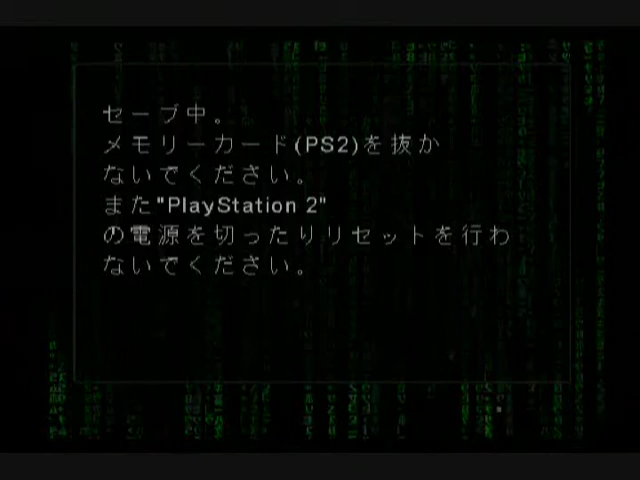 セーブ中。
メモリーカード(PS2)を抜か
ないでください。
また"PlayStation 2"
の電源を切ったりリセットを行わ
ないでください。